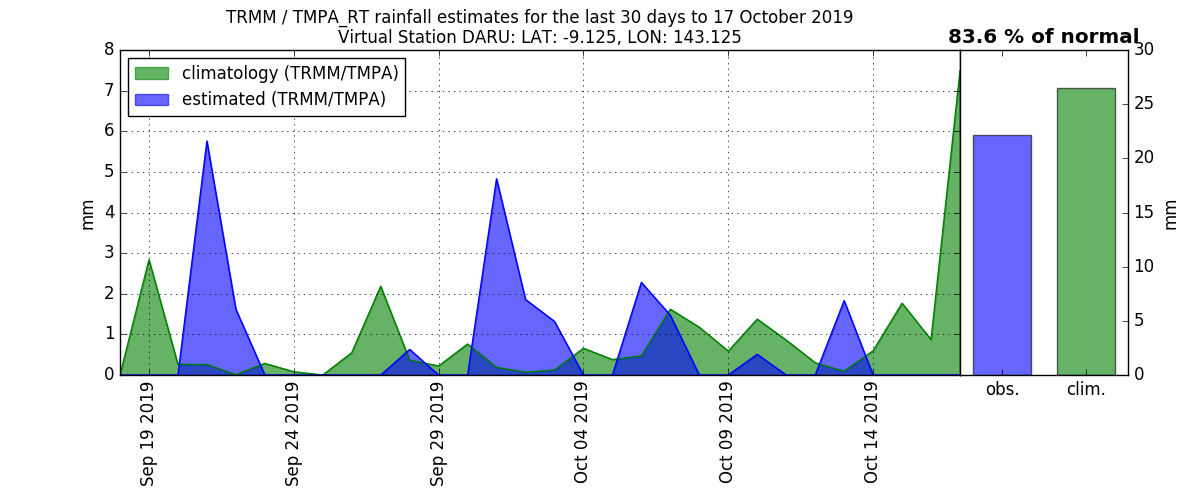 TRMM / TMPA_RT rainfall estimates for the last 30 days to 17 October 2019
Virtual Station DARU: LAT: -9.125, LON: 143.125
83.6 % of normal
climatology (TRMM/TMPA)
estimated (TRMM/TMPA)
8
7
6
5
4
3
2
1
0
mm
Sep 19 2019
Sep 24 2019
Sep 29 2019
Oct 04 2019
Oct 09 2019
Oct 14 2019
obs.
clim.
30
25
20
15
10
5
0
mm